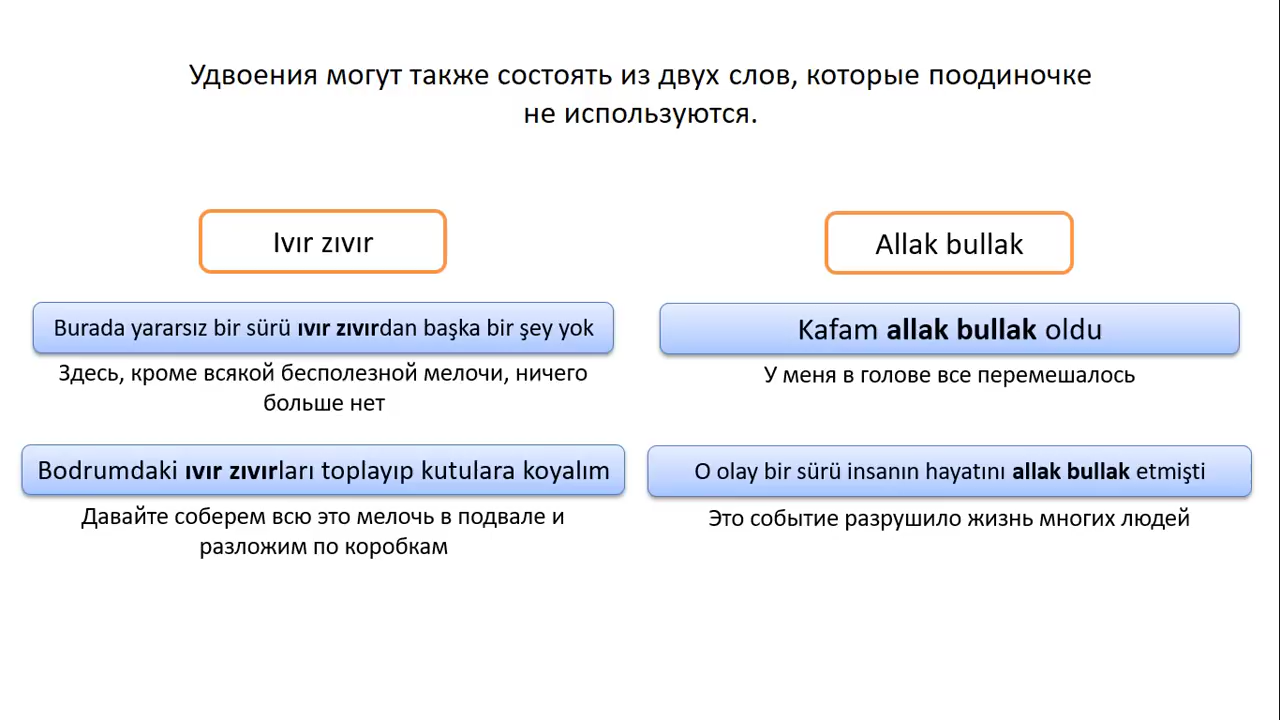 Удвоения могут также состоять из двух слов, которые поодиночке
не используются.
Ivır zıvır
Burada yararsız bir sürü ıvır zıvırdan başka bir şey yok
Здесь, кроме всякой бесполезной мелочи, ничего
больше нет
Bodrumdaki ıvır zıvırları toplayıp kutulara koyalım
Давайте соберем всю это мелочь в подвале и
разложим по коробкам
Allak bullak
Kafam allak bullak oldu
У меня в голове все перемешалось
O olay bir sürü insanın hayatını allak bullak etmişti
Это событие разрушило жизнь многих людей